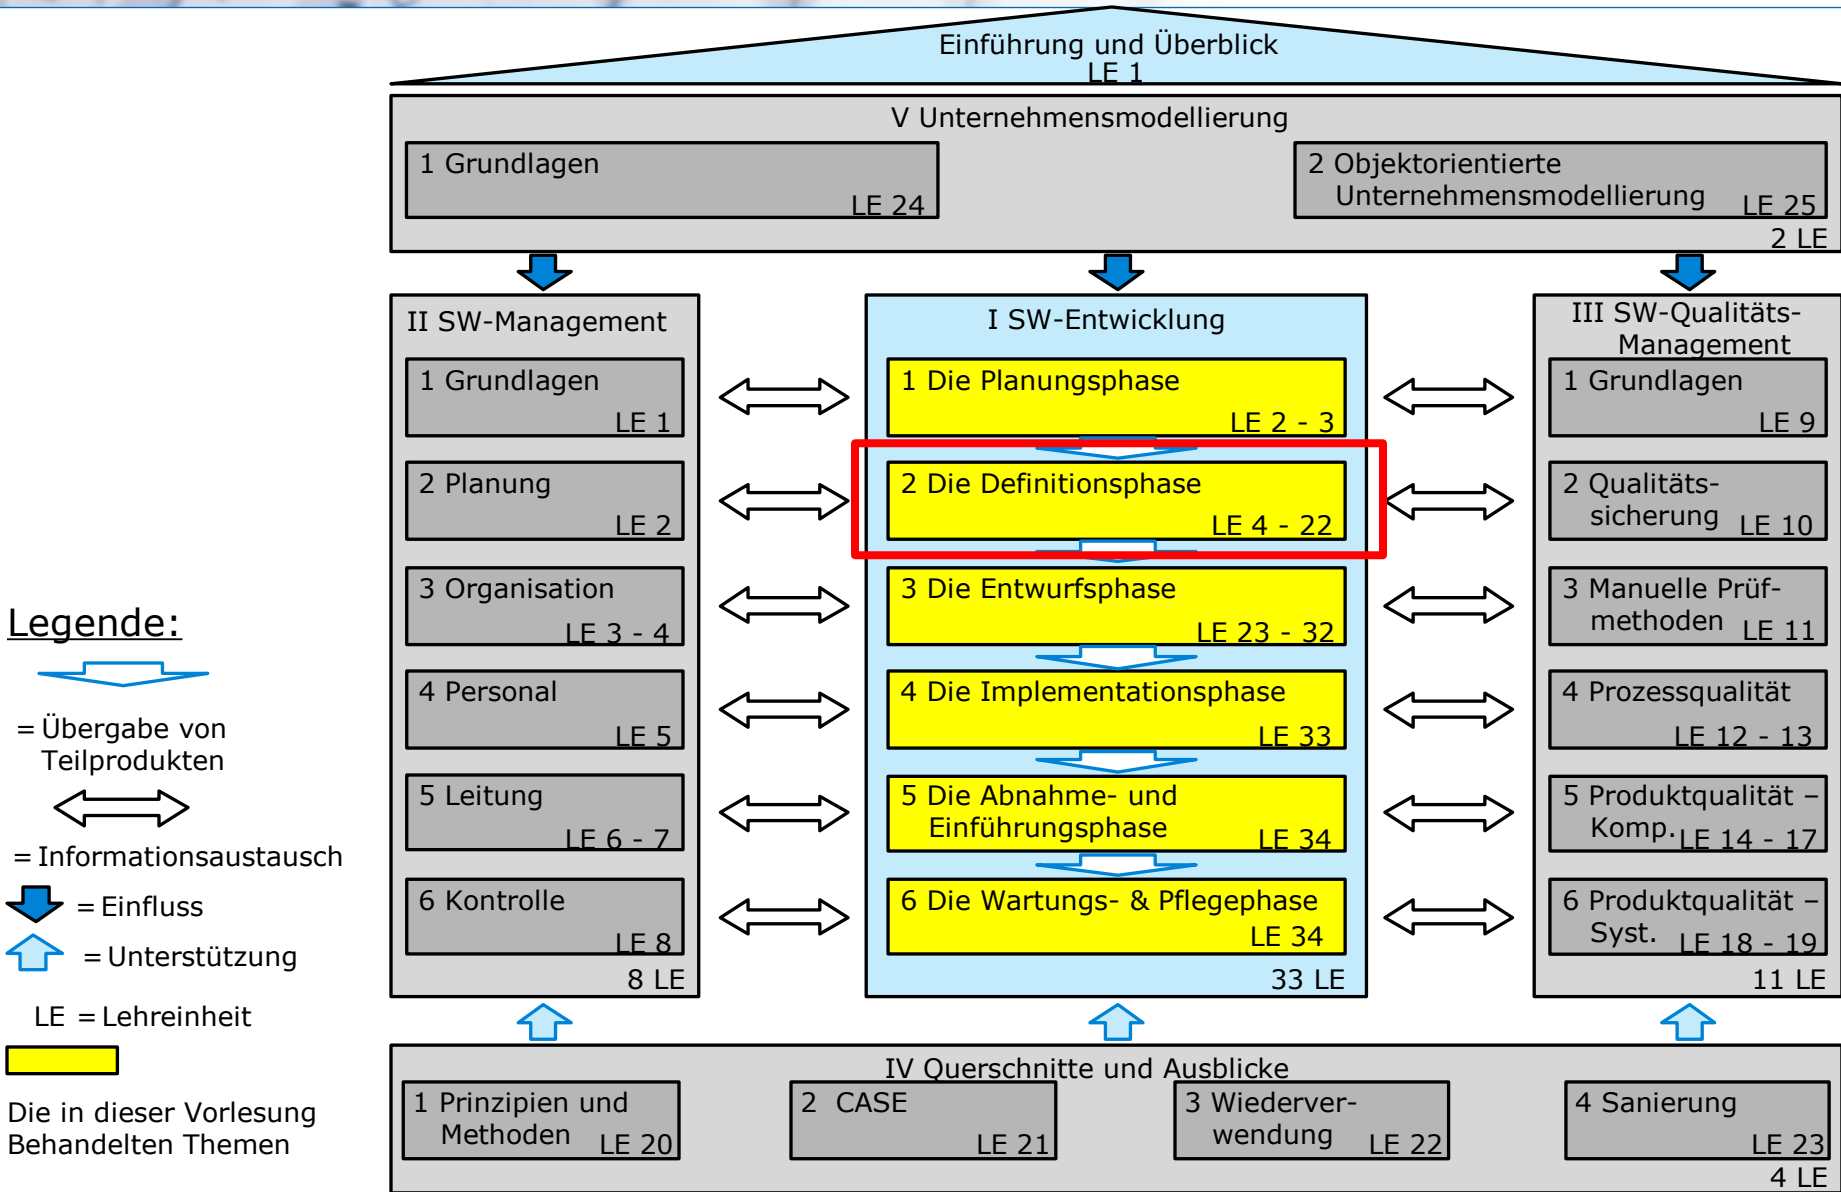 Einführung und Überblick
LE 1
V Unternehmensmodellierung
1 Grundlagen
LE 24
2 Objektorientierte
Unternehmensmodellierung
LE 25
2 LE
II SW-Management
1 Grundlagen
LE 1
2 Planung
LE 2
3 Organisation
LE 3 - 4
4 Personal
LE 5
5 Leitung
LE 6 - 7
6 Kontrolle
LE 8
8 LE
I SW-Entwicklung
1 Die Planungsphase
LE 2 - 3
2 Die Definitionsphase
LE 4 - 22
3 Die Entwurfsphase
LE 23 - 32
4 Die Implementationsphase
LE 33
5 Die Abnahme- und
Einführungsphase
LE 34
6 Die Wartungs- & Pflegephase
LE 34
33 LE
III SW-Qualitäts-
Management
1 Grundlagen
LE 9
2 Qualitäts-
sicherung LE 10
3 Manuelle Prüf-
methoden LE 11
4 Prozessqualität
LE 12 - 13
5 Produktqualität –
Komp. LE 14 - 17
6 Produktqualität –
Syst. LE 18 - 19
11 LE
IV Querschnitte und Ausblicke
1 Prinzipien und
Methoden LE 20
2 CASE
LE 21
3 Wiederver-
wendung LE 22
4 Sanierung
LE 23
4 LE
Legende:
= Übergabe von
Teilprodukten
= Informationsaustausch
= Einfluss
= Unterstützung
LE = Lehreinheit
Die in dieser Vorlesung
Behandelten Themen